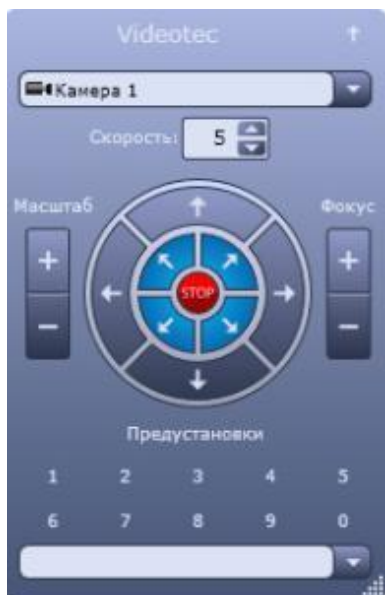 Videotec
Камера 1
Скорость: 5
Масштаб Фокус
+ +
STOP
- -
Предустановки
1 2 3 4 5
6 7 8 9 0